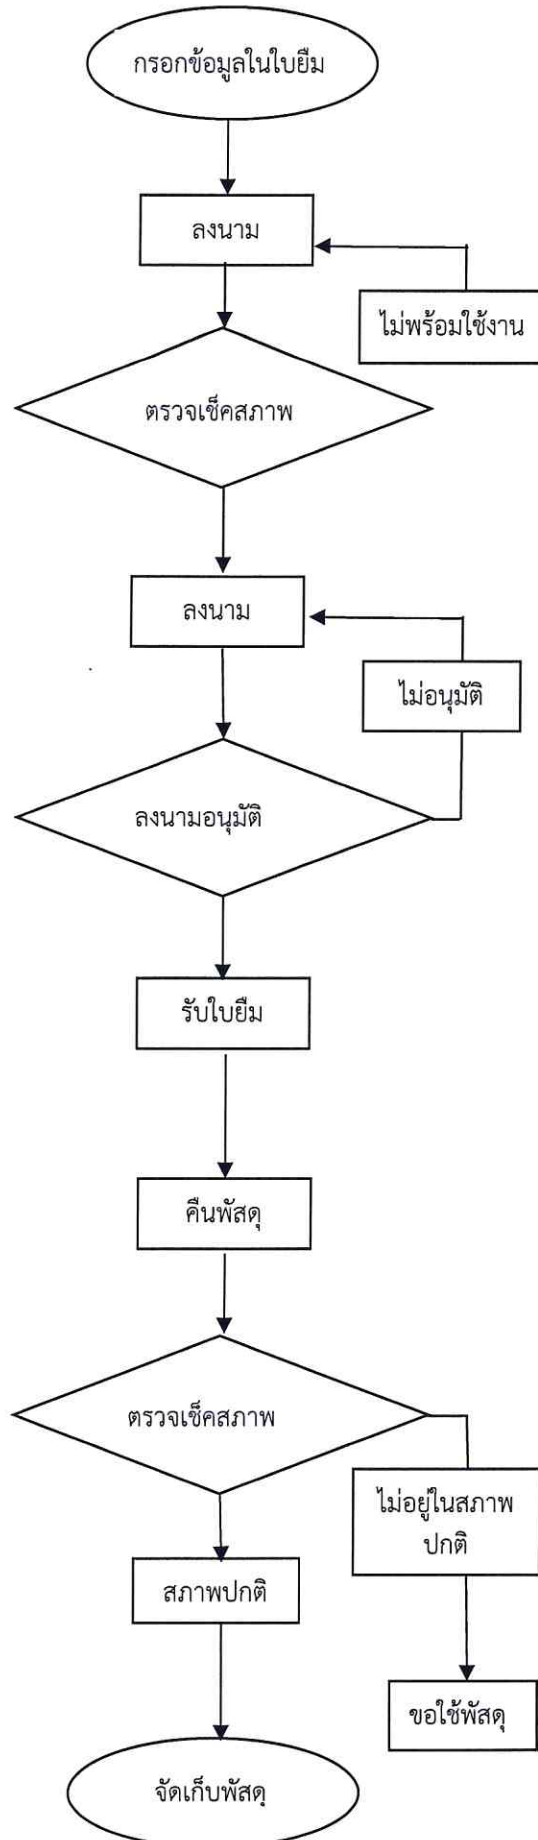 กรอกข้อมูลในใบยืม
ลงนาม
ไม่พร้อมใช้งาน
ตรวจเช็คสภาพ
ลงนาม
ไม่อนุมัติ
ลงนามอนุมัติ
รับใบยืม
คืนพัสดุ
ตรวจเช็คสภาพ
ไม่อยู่ในสภาพ
ปกติ
สภาพปกติ
ขอใช้พัสดุ
จัดเก็บพัสดุ